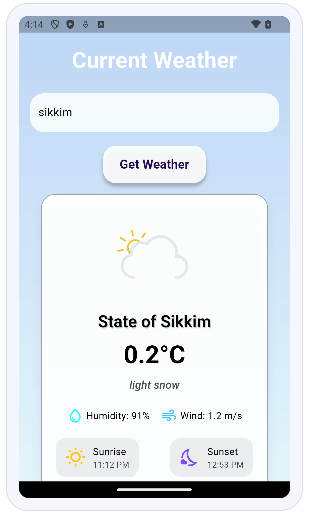 4:14
Current Weather
sikkim
Get Weather
State of Sikkim
0.2°C
light snow
Humidity: 91% Wind: 1.2 m/s
Sunrise Sunset
11:12 PM 12:53 PM